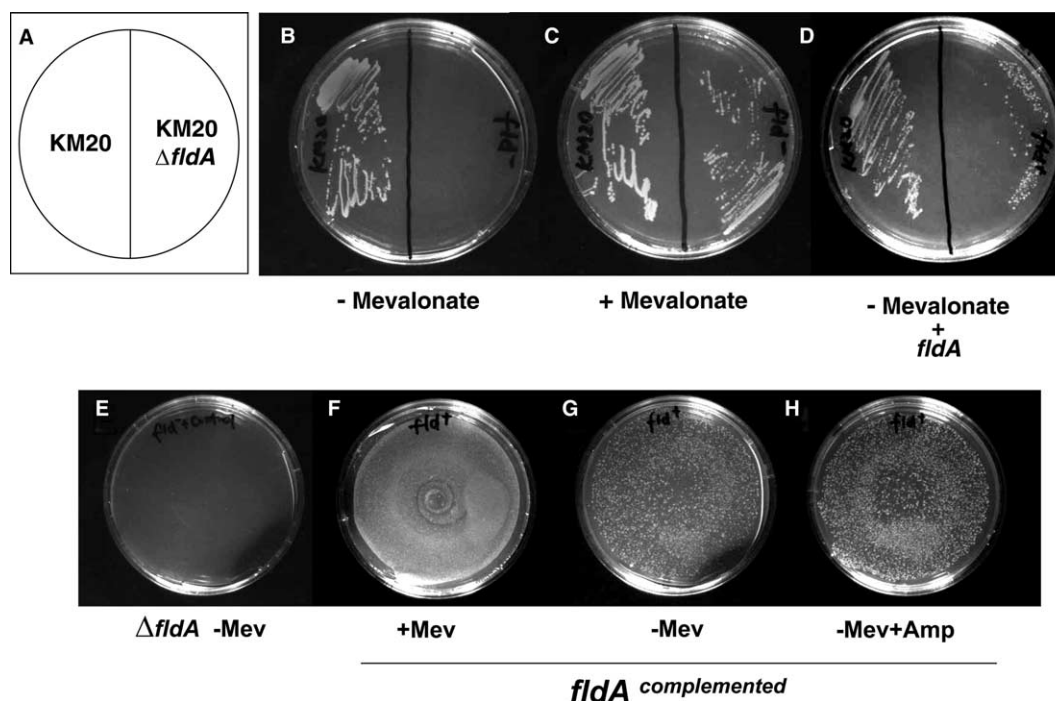 A
KM20
KM20
ΔfldA
B
KM20
- Mevalonate
C
KM20
+ Mevalonate
D
KM20
- Mevalonate
+
fldA
E
ΔfldA -Mev
F
fld+
+Mev
G
fld+
-Mev
H
fld+
-Mev+Amp
fldA complemented